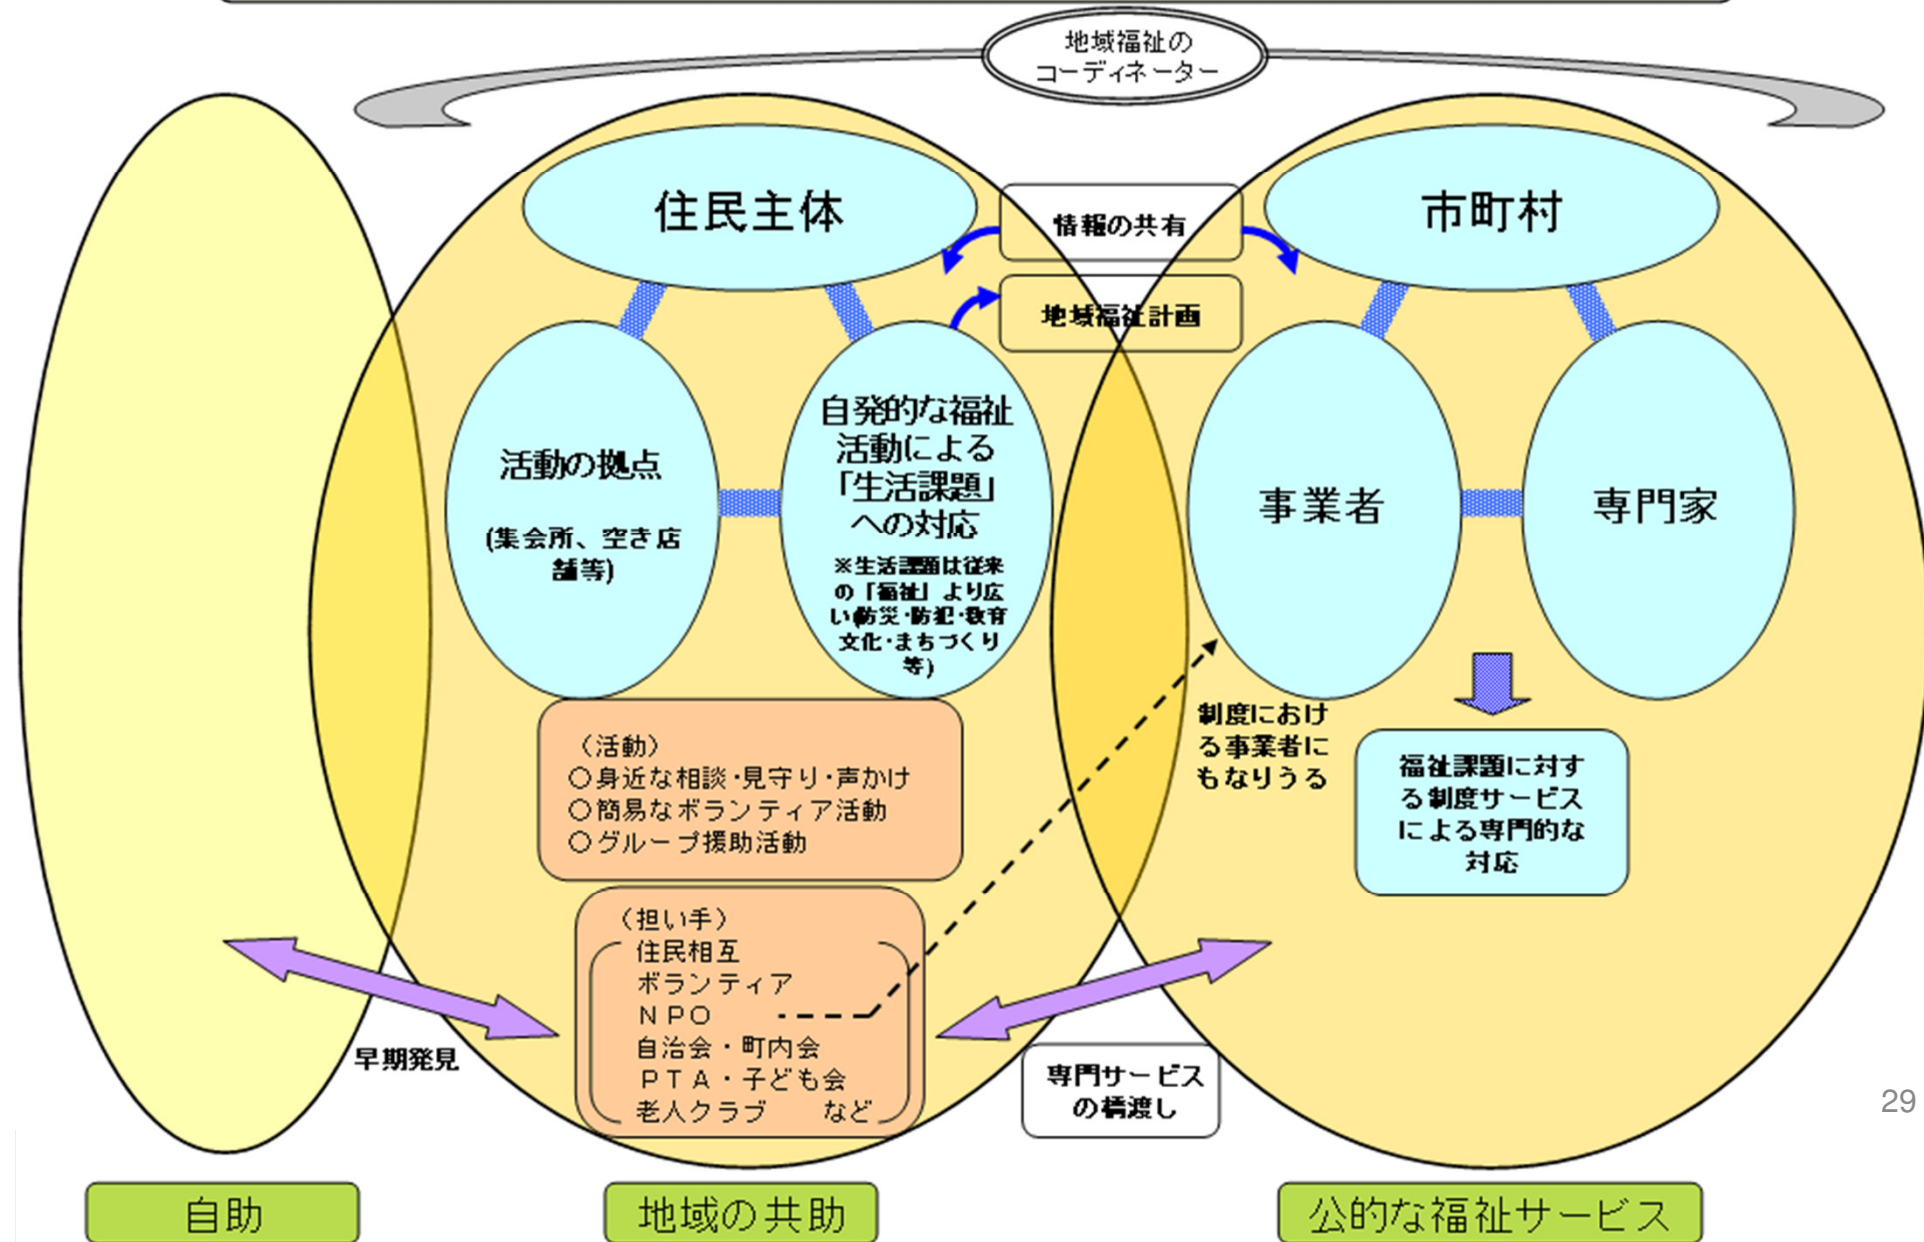 地域福祉の
コーディネーター
住民主体
情報の共有
市町村
地域福祉計画
活動の拠点
(集会所、空き店
舗等)
自発的な福祉
活動による
「生活課題」
への対応
※生活課題は従来
の「福祉」より広
い(防災・防犯・教育
文化・まちづくり
等)
事業者
専門家
制度におけ
る事業者に
もなりうる
福祉課題に対す
る制度サービス
による専門的な
対応
（活動）
○身近な相談・見守り・声かけ
○簡易なボランティア活動
○グループ援助活動
（担い手）
住民相互
ボランティア
ＮＰＯ
自治会・町内会
ＰＴＡ・子ども会
老人クラブ　　など
早期発見
専門サービス
の橋渡し
29
自助
地域の共助
公的な福祉サービス